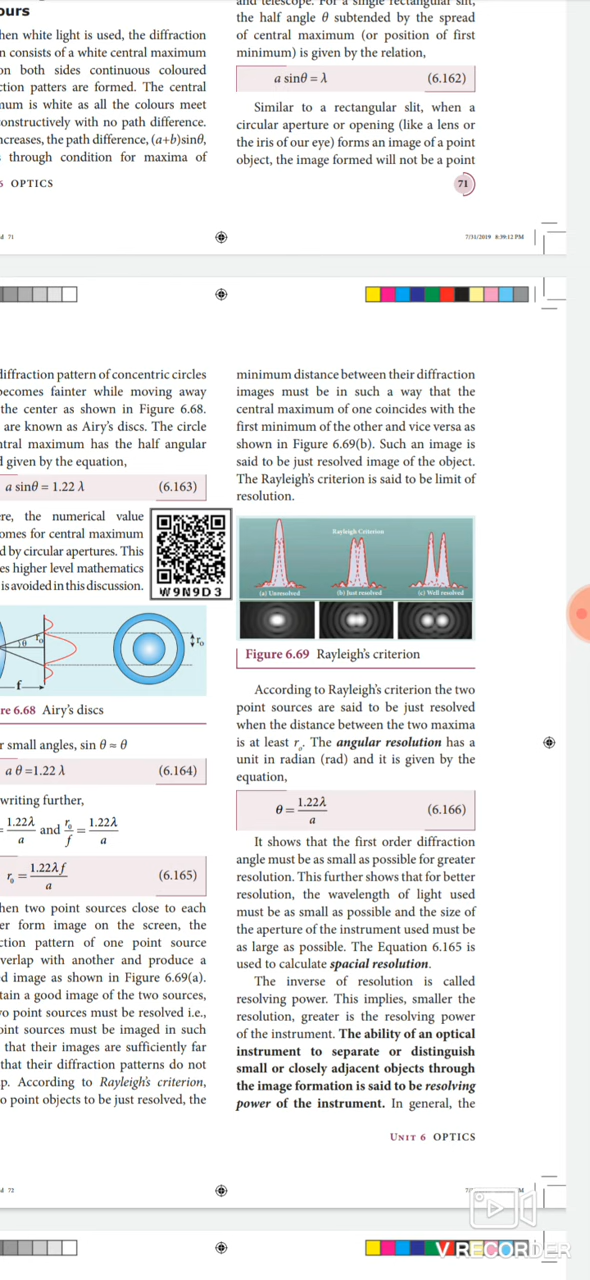 ours
hen white light is used, the diffraction
n consists of a white central maximum
on both sides continuous coloured
ction patters are formed. The central
mum is white as all the colours meet
onstructively with no path difference.
ncreases, the path difference, (a+b)sinθ,
through condition for maxima of
6 OPTICS
and telescope. For a single rectangular slit,
the half angle θ subtended by the spread
of central maximum (or position of first
minimum) is given by the relation,
a sinθ = λ (6.162)
Similar to a rectangular slit, when a
circular aperture or opening (like a lens or
the iris of our eye) forms an image of a point
object, the image formed will not be a point
71
d 71
7/31/2019 8:39:12 PM
diffraction pattern of concentric circles
becomes fainter while moving away
the center as shown in Figure 6.68.
are known as Airy's discs. The circle
ntral maximum has the half angular
d given by the equation,
a sinθ = 1.22 λ (6.163)
re, the numerical value
omes for central maximum
d by circular apertures. This
es higher level mathematics
is avoided in this discussion.
W9N9D3
θ r₀ r₀
f
re 6.68 Airy's discs
r small angles, sin θ ≈ θ
a θ =1.22 λ (6.164)
writing further,
= 1.22λ/a and r₀/f = 1.22λ/a
r₀ = 1.22λf/a (6.165)
hen two point sources close to each
er form image on the screen, the
ction pattern of one point source
verlap with another and produce a
d image as shown in Figure 6.69(a).
tain a good image of the two sources,
vo point sources must be resolved i.e.,
oint sources must be imaged in such
that their images are sufficiently far
that their diffraction patterns do not
p. According to Rayleigh's criterion,
o point objects to be just resolved, the
minimum distance between their diffraction
images must be in such a way that the
central maximum of one coincides with the
first minimum of the other and vice versa as
shown in Figure 6.69(b). Such an image is
said to be just resolved image of the object.
The Rayleigh's criterion is said to be limit of
resolution.
Rayleigh Criterion
(a) Unresolved (b) Just resolved (c) Well resolved
Figure 6.69 Rayleigh's criterion
According to Rayleigh's criterion the two
point sources are said to be just resolved
when the distance between the two maxima
is at least r₀. The angular resolution has a
unit in radian (rad) and it is given by the
equation,
θ = 1.22λ/a (6.166)
It shows that the first order diffraction
angle must be as small as possible for greater
resolution. This further shows that for better
resolution, the wavelength of light used
must be as small as possible and the size of
the aperture of the instrument used must be
as large as possible. The Equation 6.165 is
used to calculate spacial resolution.
The inverse of resolution is called
resolving power. This implies, smaller the
resolution, greater is the resolving power
of the instrument. The ability of an optical
instrument to separate or distinguish
small or closely adjacent objects through
the image formation is said to be resolving
power of the instrument. In general, the
UNIT 6 OPTICS
d 72
VRECORDER